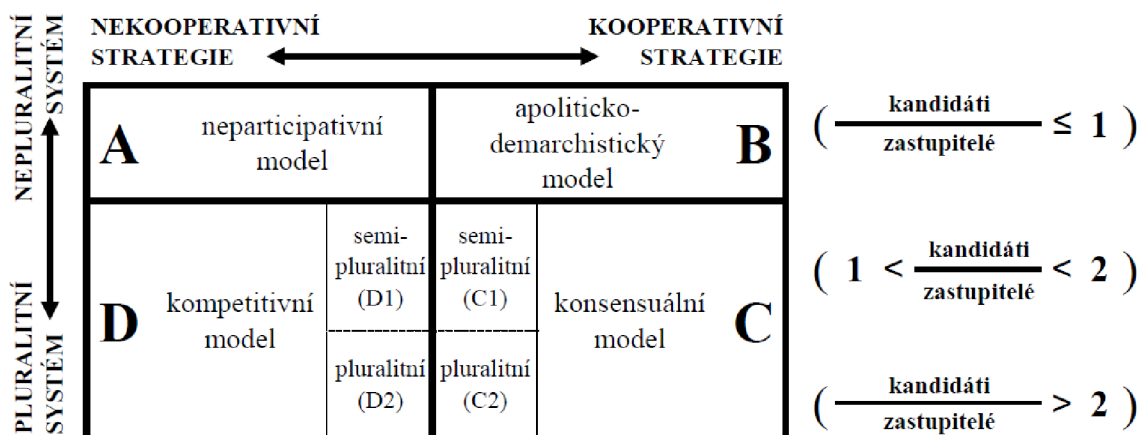 NEKOOPERATIVNÍ
STRATEGIE
KOOPERATIVNÍ
STRATEGIE
NEPLURALITNÍ
SYSTÉM
PLURALITNÍ
SYSTÉM
A
neparticipativní
model
apoliticko-
demarchistický
model
B
( kandidáti
zastupitelé ≤ 1 )
D
kompetitivní
model
semi-
pluralitní
(D1)
pluralitní
(D2)
semi-
pluralitní
(C1)
pluralitní
(C2)
konsensuální
model
C
( 1 < kandidáti
zastupitelé < 2 )
( kandidáti
zastupitelé > 2 )